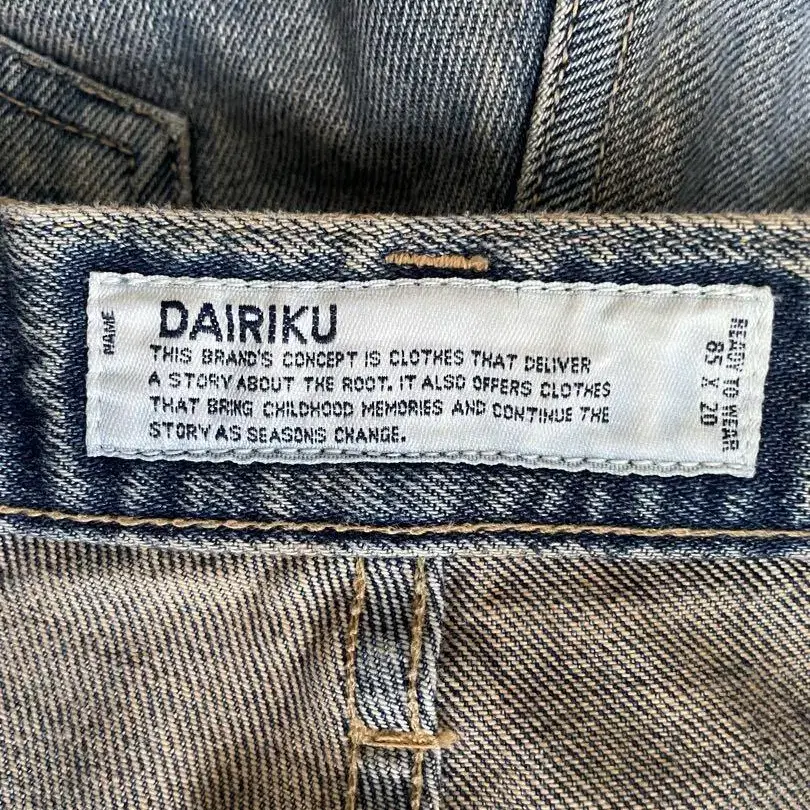 NAME
DAIRIKU
THIS BRAND'S CONCEPT IS CLOTHES THAT DELIVER
A STORY ABOUT THE ROOT. IT ALSO OFFERS CLOTHES
THAT BRING CHILDHOOD MEMORIES AND CONTINUE THE
STORY AS SEASONS CHANGE.
READY TO WEAR
65 X 20